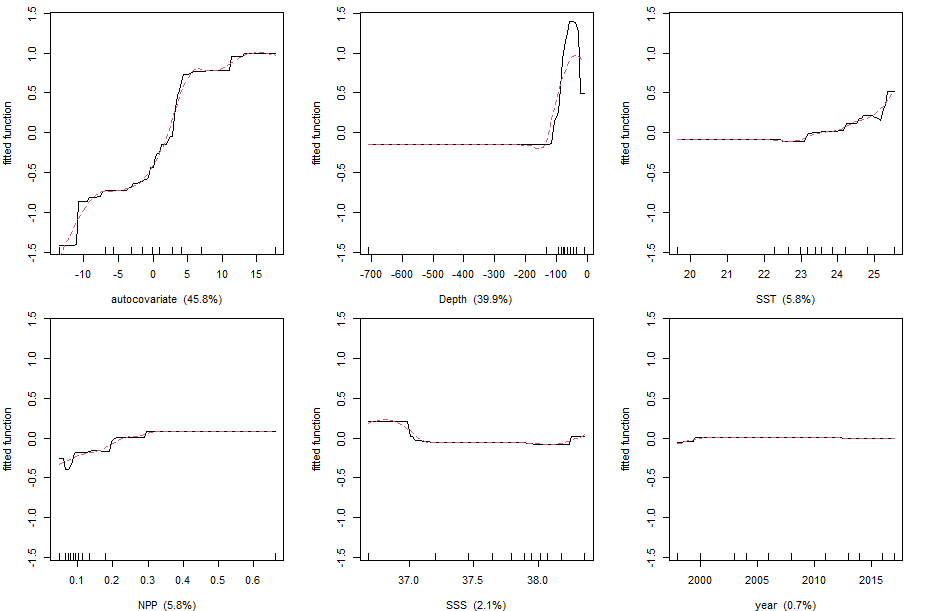 1.5
1.0
0.5
0.0
-0.5
-1.0
-1.5
fitted function
-10 -5 0 5 10 15
autocovariate (45.8%)
1.5
1.0
0.5
0.0
-0.5
-1.0
-1.5
fitted function
-700 -600 -500 -400 -300 -200 -100 0
Depth (39.9%)
1.5
1.0
0.5
0.0
-0.5
-1.0
-1.5
fitted function
20 21 22 23 24 25
SST (5.8%)
1.5
1.0
0.5
0.0
-0.5
-1.0
-1.5
fitted function
0.1 0.2 0.3 0.4 0.5 0.6
NPP (5.8%)
1.5
1.0
0.5
0.0
-0.5
-1.0
-1.5
fitted function
37.0 37.5 38.0
SSS (2.1%)
1.5
1.0
0.5
0.0
-0.5
-1.0
-1.5
fitted function
2000 2005 2010 2015
year (0.7%)